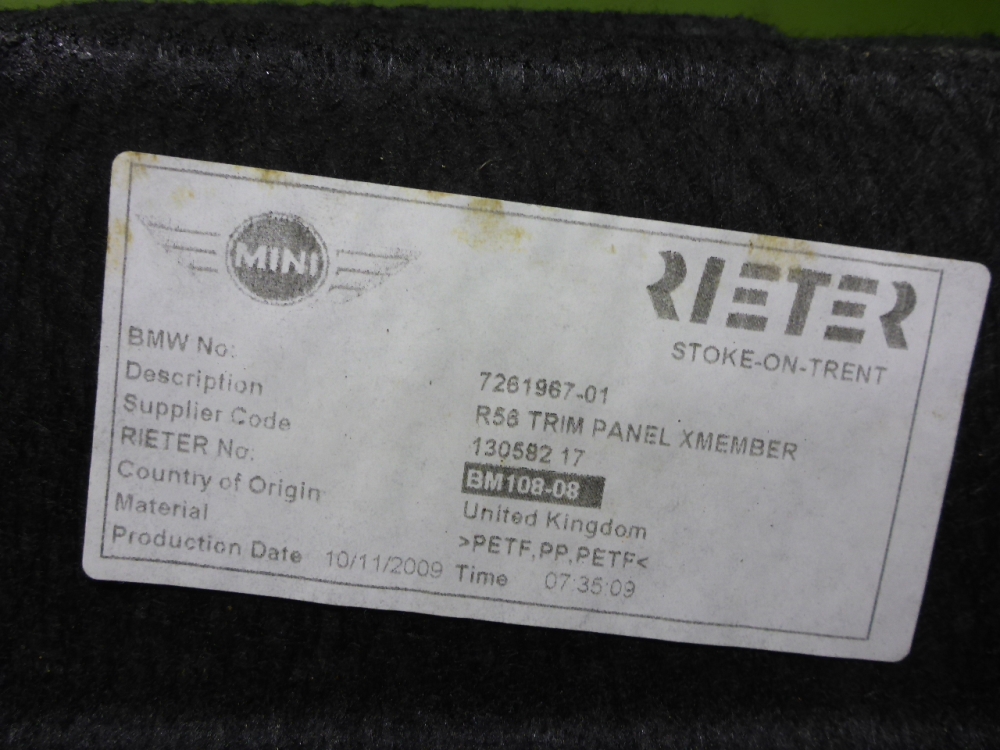 MINI
RIETER
STOKE-ON-TRENT
BMW No: 7261967-01
Description R56 TRIM PANEL XMEMBER
Supplier Code 130582 17
RIETER No: BM108-08
Country of Origin United Kingdom
Material >PETF,PP,PETF<
Production Date 10/11/2009 Time 07:35:09